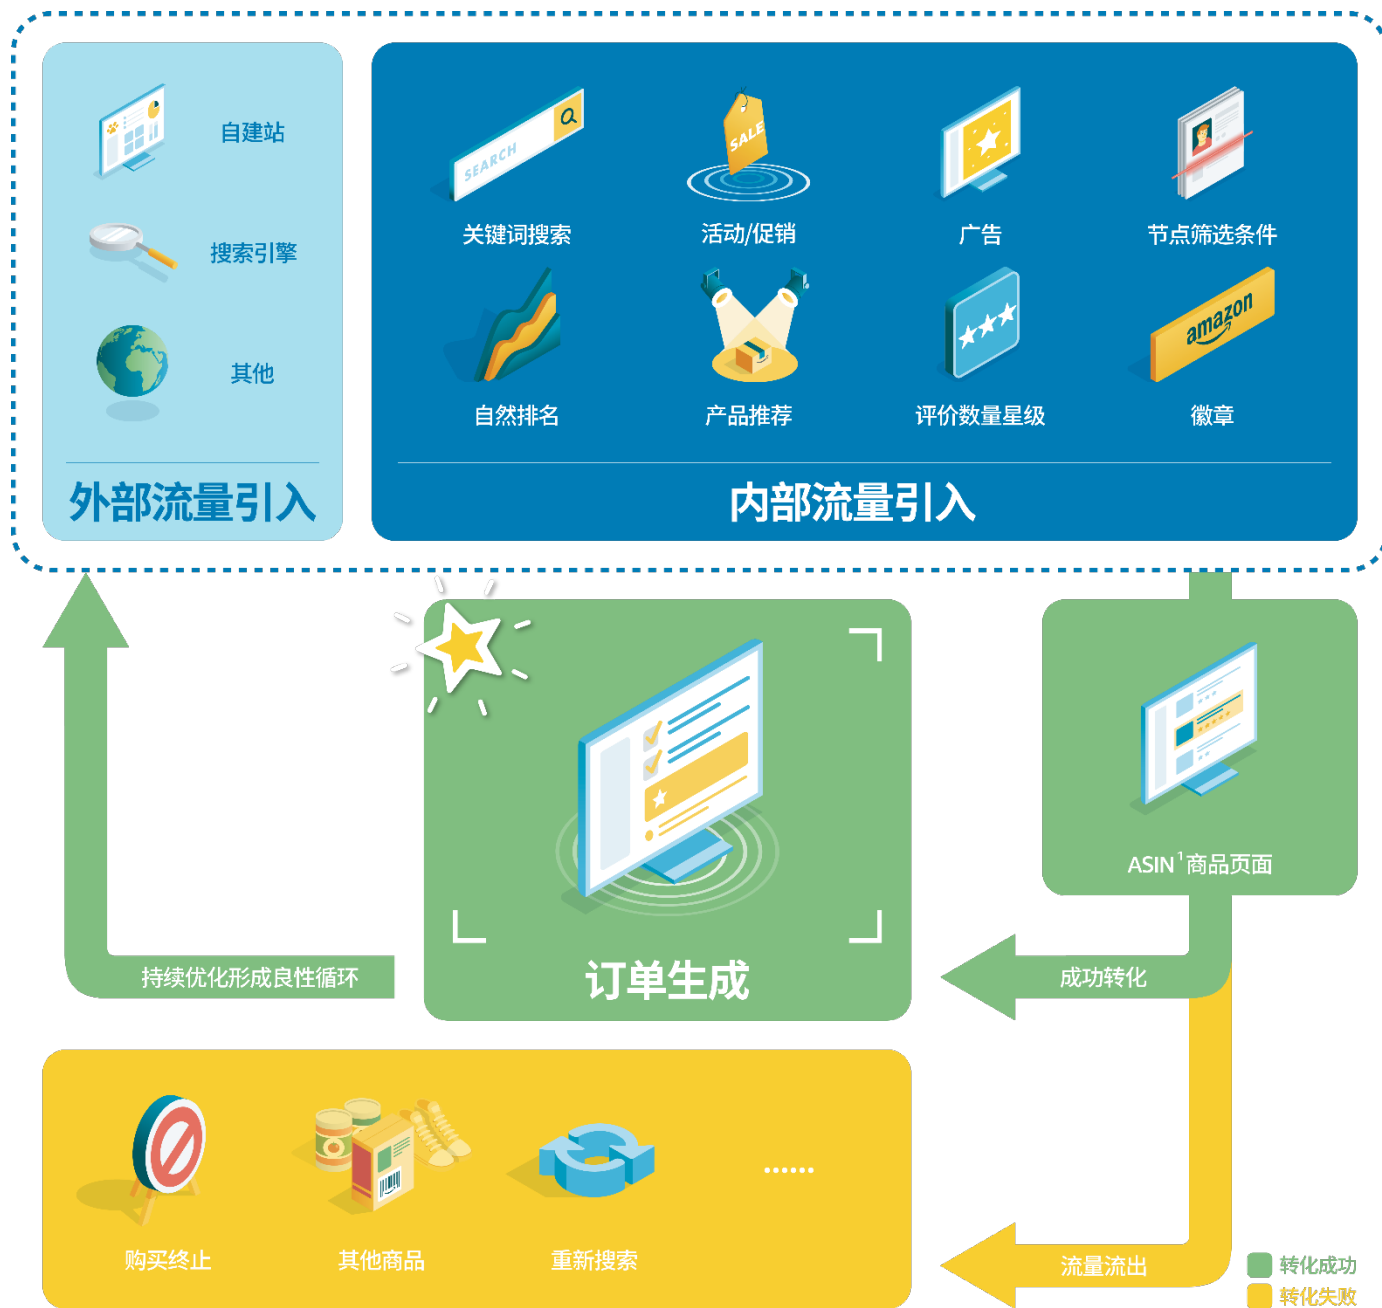 自建站
搜索引擎
其他
外部流量引入
SEARCH
SALE
关键词搜索
活动/促销
广告
节点筛选条件
amazon
自然排名
产品推荐
评价数量星级
徽章
内部流量引入
ASIN¹商品页面
成功转化
订单生成
持续优化形成良性循环
购买终止
其他商品
重新搜索
......
流量流出
转化成功
转化失败